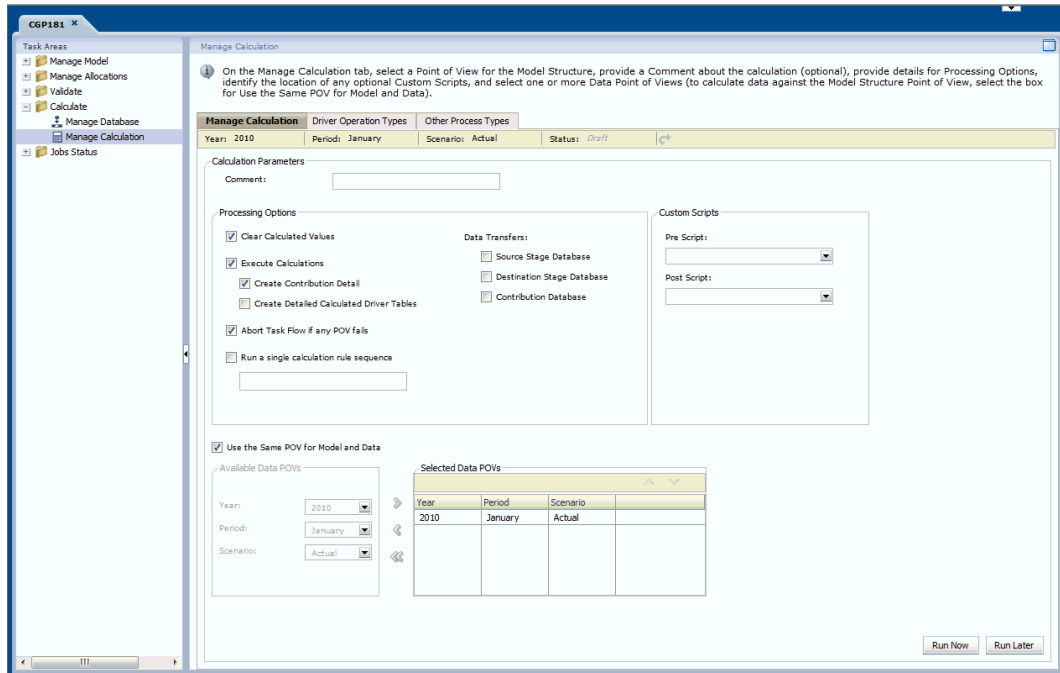 CGP181 ×
Task Areas
Manage Model
Manage Allocations
Validate
Calculate
Manage Database
Manage Calculation
Jobs Status
Manage Calculation
On the Manage Calculation tab, select a Point of View for the Model Structure, provide a Comment about the calculation (optional), provide details for Processing Options,
identify the location of any optional Custom Scripts, and select one or more Data Point of Views (to calculate data against the Model Structure Point of View, select the box
for Use the Same POV for Model and Data).
Manage Calculation Driver Operation Types Other Process Types
Year: 2010 Period: January Scenario: Actual Status: Draft
Calculation Parameters
Comment:
Processing Options
Clear Calculated Values
Execute Calculations
Create Contribution Detail
Create Detailed Calculated Driver Tables
Abort Task Flow if any POV fails
Run a single calculation rule sequence
Data Transfers:
Source Stage Database
Destination Stage Database
Contribution Database
Custom Scripts
Pre Script:
Post Script:
Use the Same POV for Model and Data
Available Data POVs
Year: 2010
Period: January
Scenario: Actual
Selected Data POVs
Year Period Scenario
2010 January Actual
Run Now Run Later